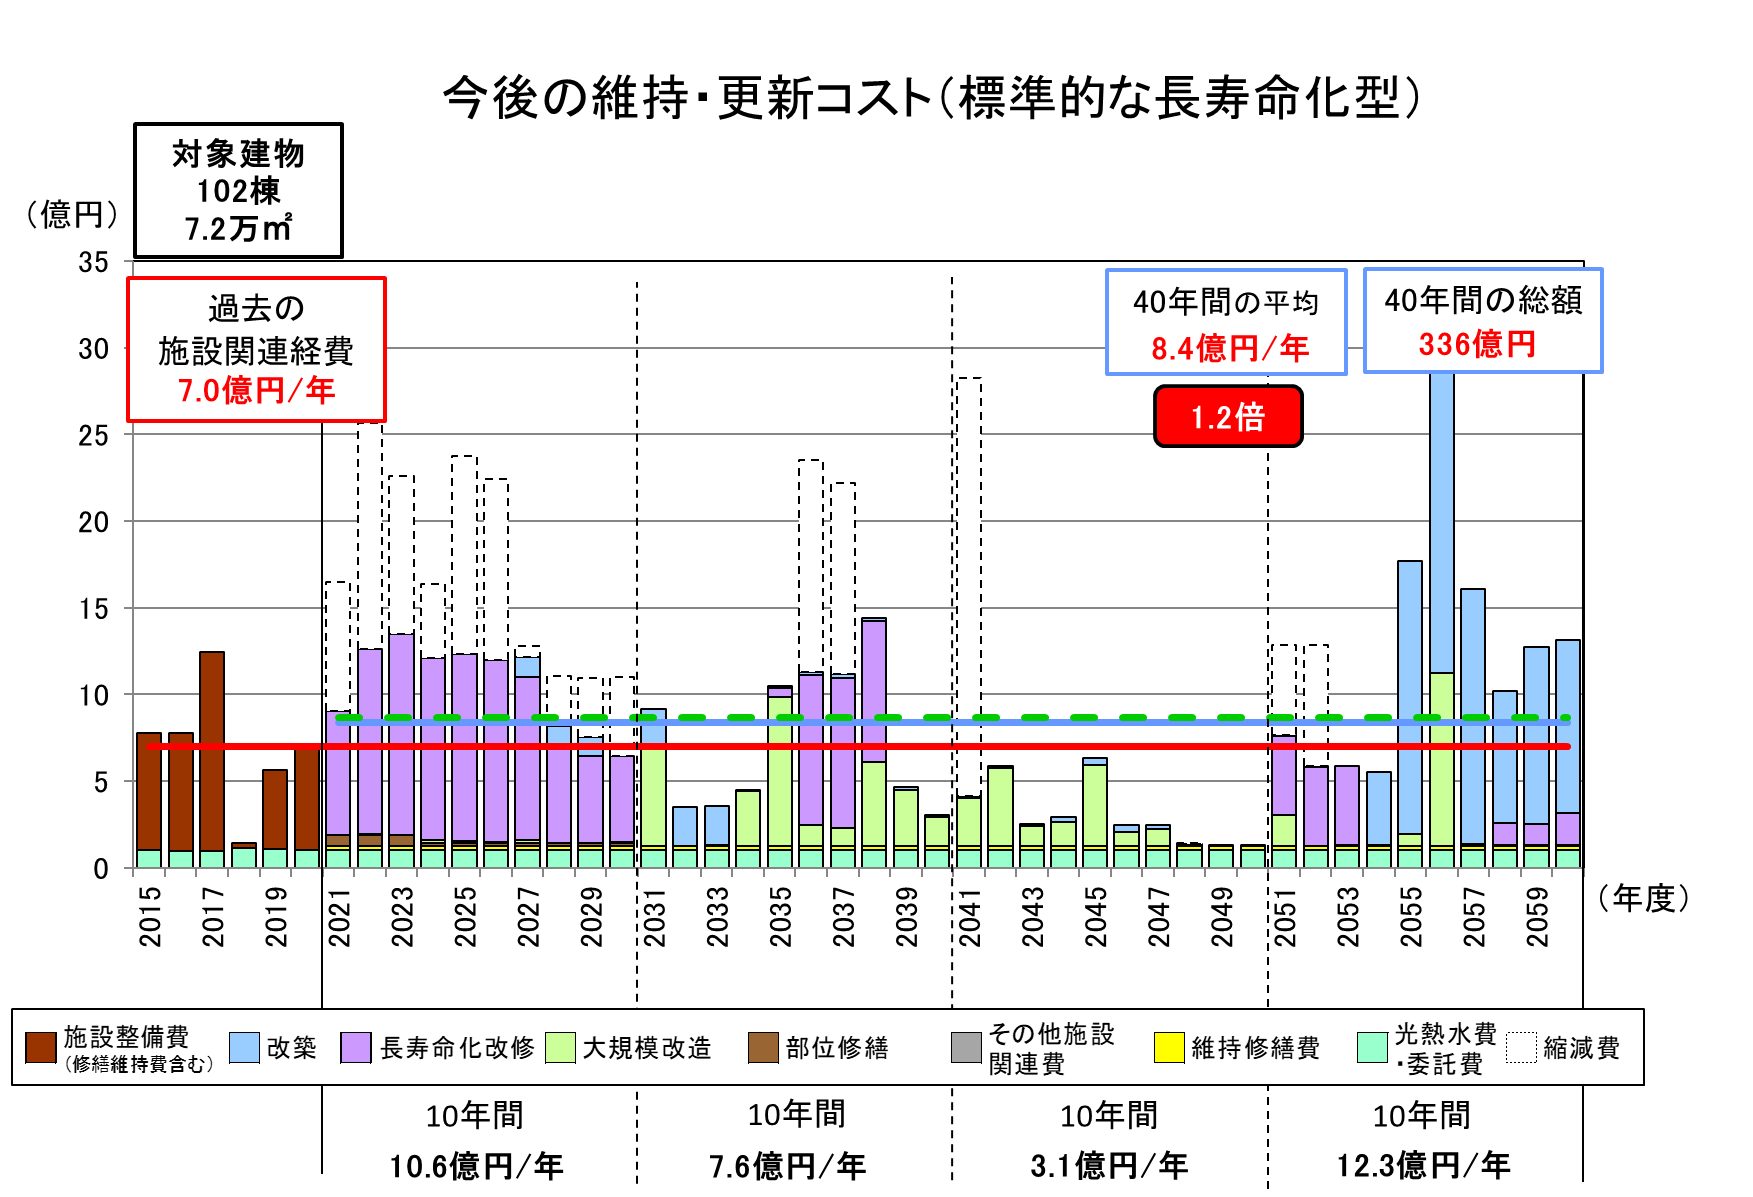 今後の維持・更新コスト（標準的な長寿命化型）
対象建物
102棟
7.2万㎡
（億円）
35
30
25
20
15
10
5
0
過去の
施設関連経費
7.0億円/年
40年間の平均
8.4億円/年
1.2倍
40年間の総額
336億円
2015
2017
2019
2021
2023
2025
2027
2029
2031
2033
2035
2037
2039
2041
2043
2045
2047
2049
2051
2053
2055
2057
2059
（年度）
施設整備費
（修繕維持費含む）
改築
長寿命化改修
大規模改造
部位修繕
その他施設
関連費
維持修繕費
光熱水費
・委託費
縮減費
10年間
10.6億円/年
10年間
7.6億円/年
10年間
3.1億円/年
10年間
12.3億円/年